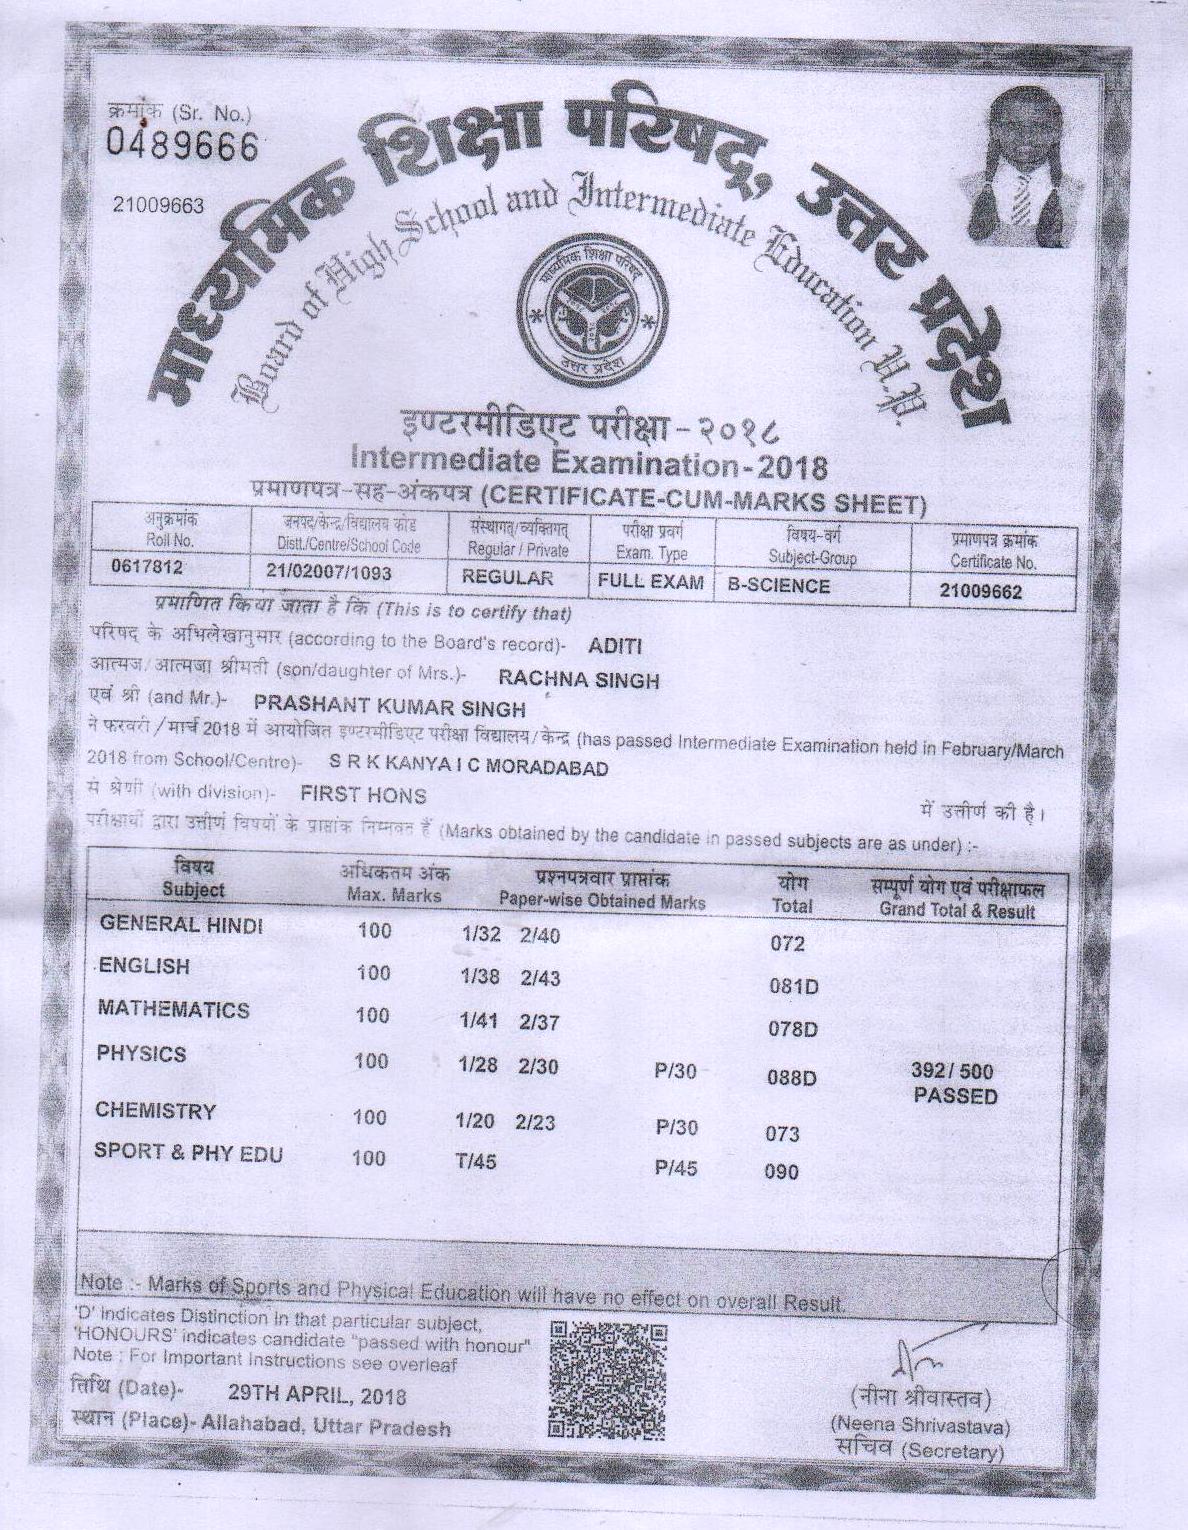 क्रमांक (Sr. No.)
0489666
21009663
माध्यमिक शिक्षा परिषद्, उत्तर प्रदेश
Board of High School and Intermediate Education U.P.
माध्यमिक शिक्षा परिषद्
उत्तर प्रदेश
इण्टरमीडिएट परीक्षा - २०१८
Intermediate Examination - 2018
प्रमाणपत्र-सह-अंकपत्र (CERTIFICATE-CUM-MARKS SHEET)
अनुक्रमांक जनपद/केन्द्र/विद्यालय कोड संस्थागत/व्यक्तिगत परीक्षा प्रवर्ग विषय-वर्ग प्रमाणपत्र क्रमांक
Roll No. Distt./Centre/School Code Regular / Private Exam. Type Subject-Group Certificate No.
0617812 21/02007/1093 REGULAR FULL EXAM B-SCIENCE 21009662
प्रमाणित किया जाता है कि (This is to certify that)
परिषद के अभिलेखानुसार (according to the Board's record)- ADITI
आत्मज/आत्मजा श्रीमती (son/daughter of Mrs.)- RACHNA SINGH
एवं श्री (and Mr.)- PRASHANT KUMAR SINGH
ने फरवरी/मार्च 2018 में आयोजित इण्टरमीडिएट परीक्षा विद्यालय/केन्द्र (has passed Intermediate Examination held in February/March
2018 from School/Centre)- S R K KANYA I C MORADABAD
से श्रेणी (with division)- FIRST HONS में उत्तीर्ण की है।
परीक्षार्थी द्वारा उत्तीर्ण विषयों के प्राप्तांक निम्नवत हैं (Marks obtained by the candidate in passed subjects are as under) :-
विषय अधिकतम अंक प्रश्नपत्रवार प्राप्तांक योग सम्पूर्ण योग एवं परीक्षाफल
Subject Max. Marks Paper-wise Obtained Marks Total Grand Total & Result
GENERAL HINDI 100 1/32 2/40 072
ENGLISH 100 1/38 2/43 081D
MATHEMATICS 100 1/41 2/37 078D
PHYSICS 100 1/28 2/30 P/30 088D 392/ 500
PASSED
CHEMISTRY 100 1/20 2/23 P/30 073
SPORT & PHY EDU 100 T/45 P/45 090
Note :- Marks of Sports and Physical Education will have no effect on overall Result.
'D' indicates Distinction in that particular subject,
'HONOURS' indicates candidate "passed with honour"
Note : For Important Instructions see overleaf
तिथि (Date)- 29TH APRIL, 2018
स्थान (Place)- Allahabad, Uttar Pradesh
(नीना श्रीवास्तव)
(Neena Shrivastava)
सचिव (Secretary)